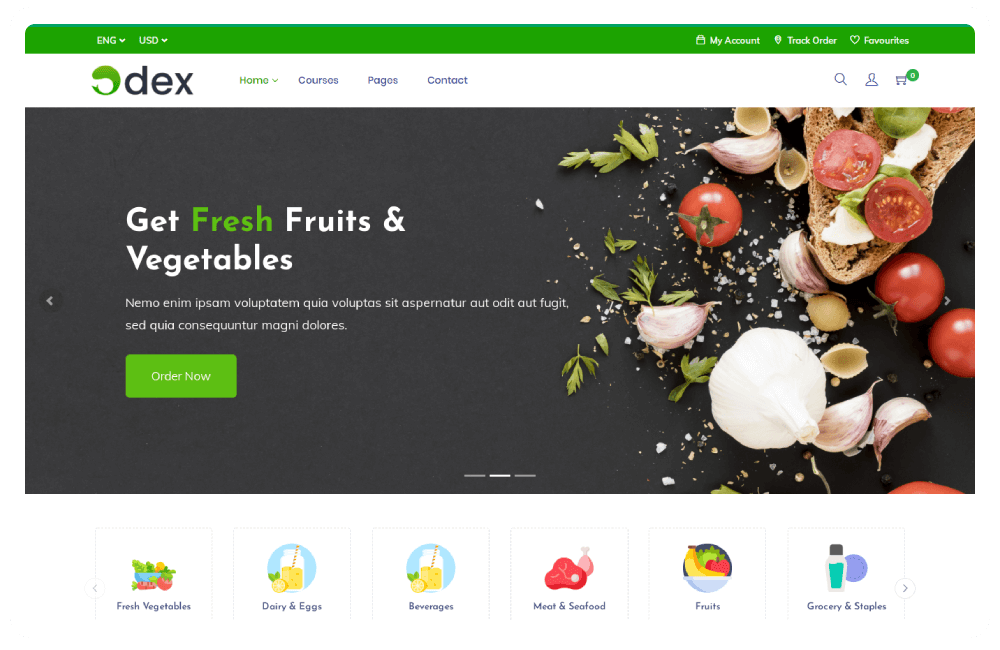 ENG USD My Account Track Order Favourites
dex Home Courses Pages Contact 0
Get Fresh Fruits &
Vegetables
Nemo enim ipsam voluptatem quia voluptas sit aspernatur aut odit aut fugit,
sed quia consequuntur magni dolores.
Order Now
Fresh Vegetables Dairy & Eggs Beverages Meat & Seafood Fruits Grocery & Staples